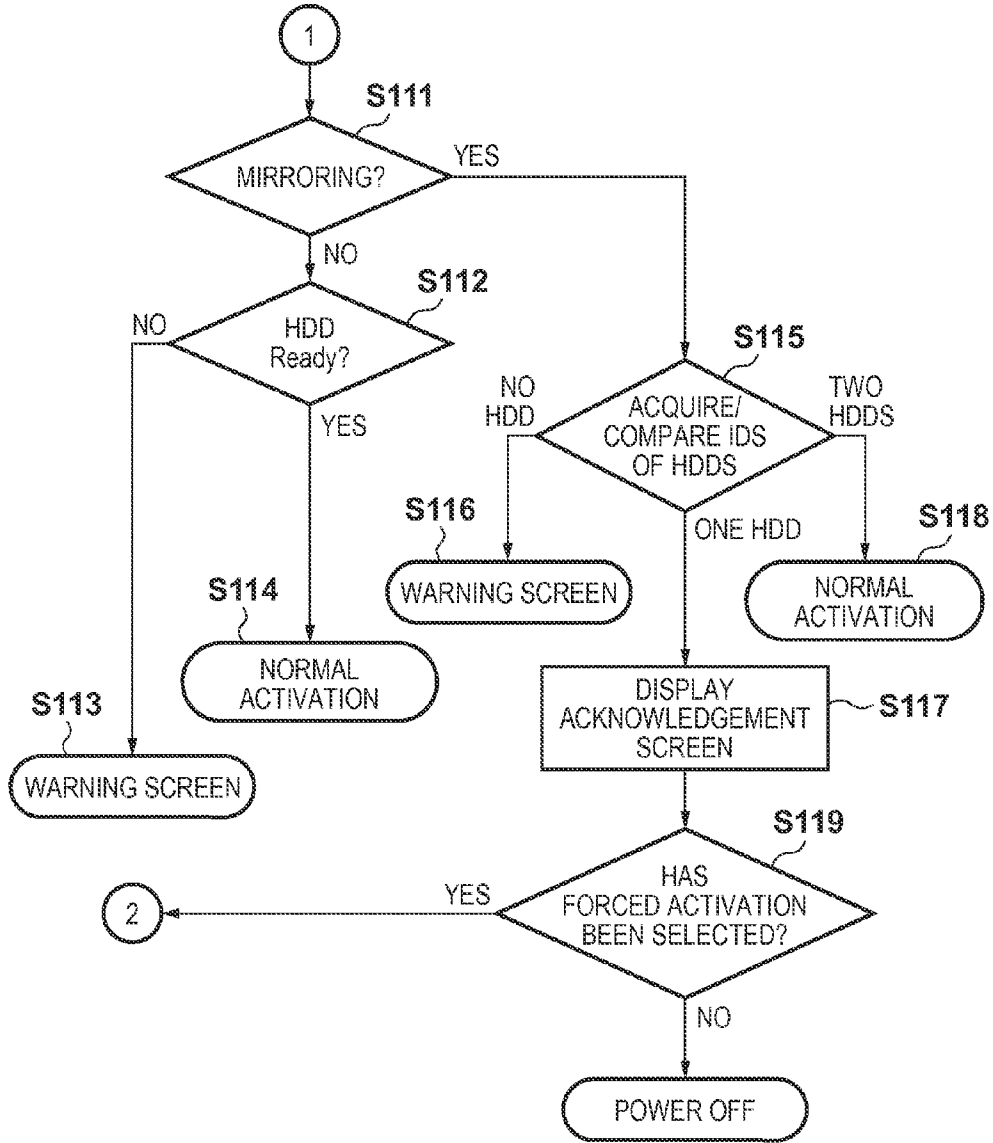 1
S111
MIRRORING?
YES
NO
S112
HDD
Ready?
NO
YES
S115
ACQUIRE/
COMPARE IDS
OF HDDS
NO
HDD
TWO
HDDS
ONE HDD
S116
WARNING SCREEN
S118
NORMAL
ACTIVATION
S114
NORMAL
ACTIVATION
S113
WARNING SCREEN
DISPLAY
ACKNOWLEDGEMENT
SCREEN
S117
S119
HAS
FORCED ACTIVATION
BEEN SELECTED?
YES
2
NO
POWER OFF